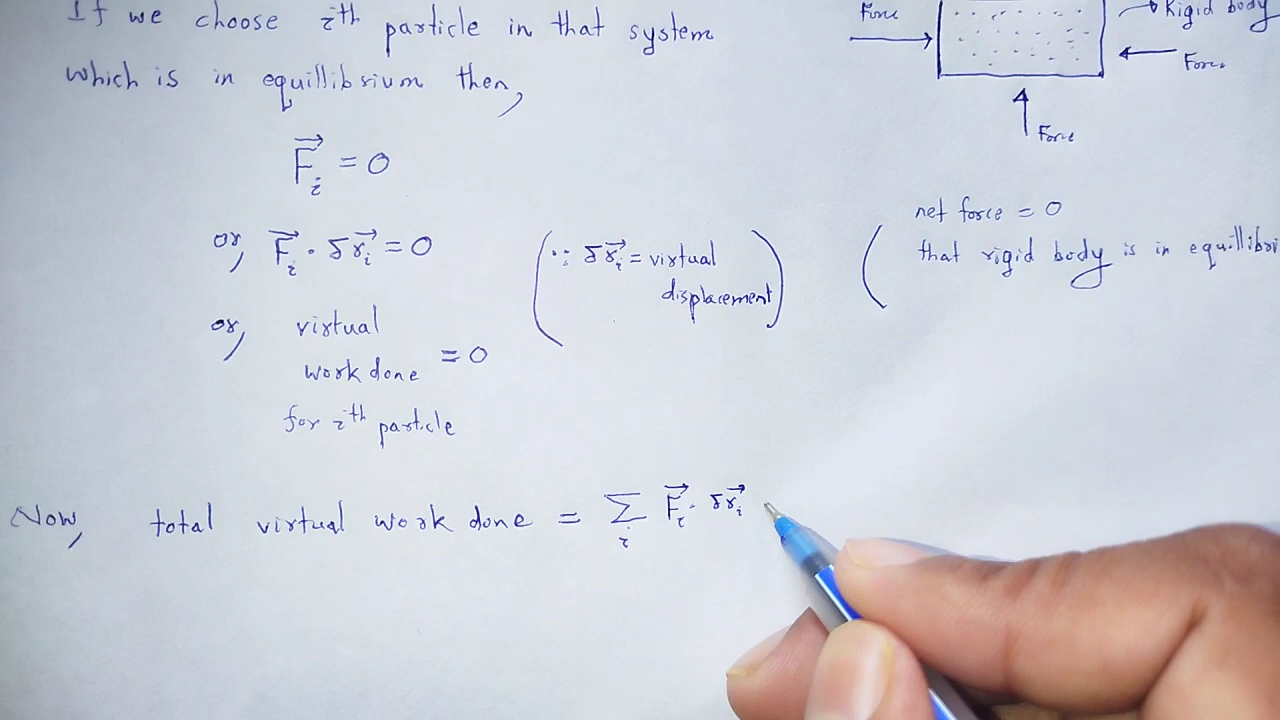 If we choose ith particle in that system
which is in equillibrium then,
F⃗ᵢ = 0
or, F⃗ᵢ · δr⃗ᵢ = 0
(∵ δr⃗ᵢ = virtual
displacement)
or, virtual
work done = 0
for ith particle
Now, total virtual work done = Σᵢ F⃗ᵢ · δr⃗ᵢ
Force
Rigid body
Force
Force
net force = 0
(that rigid body is in equillibri